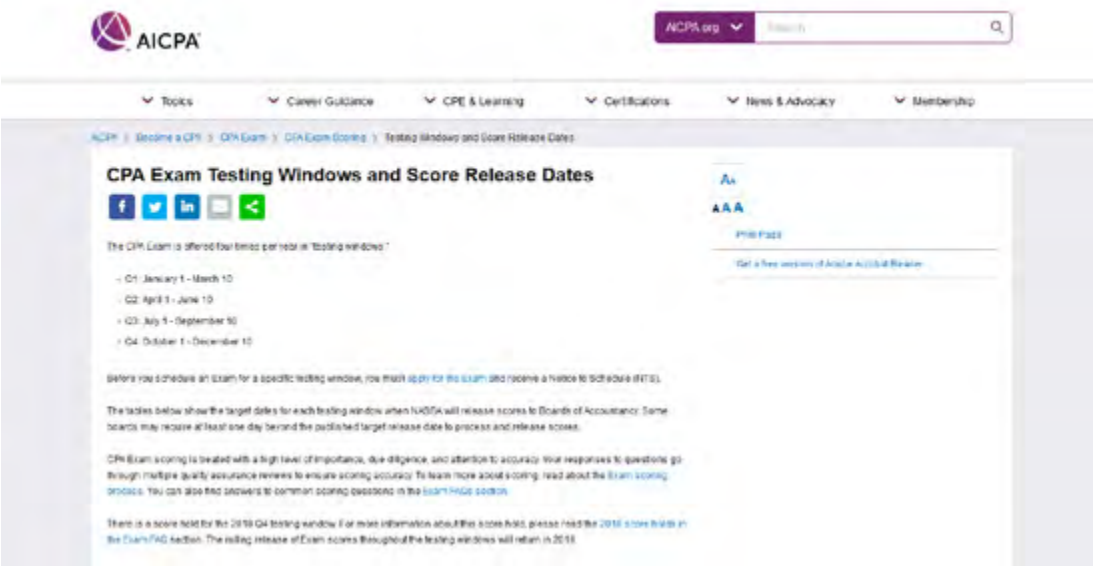 AICPA
AICPA.org Search
Topics Career Guidance CPE & Learning Certifications News & Advocacy Membership
AICPA Become a CPA CPA Exam CPA Exam Scoring Testing Windows and Score Release Dates
CPA Exam Testing Windows and Score Release Dates
A A A
Print Page
The CPA Exam is offered four times per year in "testing windows."
Get a free version of Adobe Acrobat Reader
- Q1: January 1 - March 10
- Q2: April 1 - June 10
- Q3: July 1 - September 10
- Q4: October 1 - December 10
Before you schedule an Exam for a specific testing window, you must apply for the Exam and receive a Notice to Schedule (NTS).
The tables below show the target dates for each testing window when NASBA will release scores to Boards of Accountancy. Some
boards may require at least one day beyond the published target release date to process and release scores.
CPA Exam scoring is treated with a high level of importance, due diligence, and attention to accuracy. Your responses to questions go
through multiple quality assurance reviews to ensure scoring accuracy. To learn more about scoring, read about the Exam scoring
process. You can also find answers to common scoring questions in the Exam FAQs section.
There is a score hold for the 2018 Q4 testing window. For more information about this score hold, please read the 2018 score holds in
the Exam FAQ section. The rolling release of Exam scores throughout the testing windows will return in